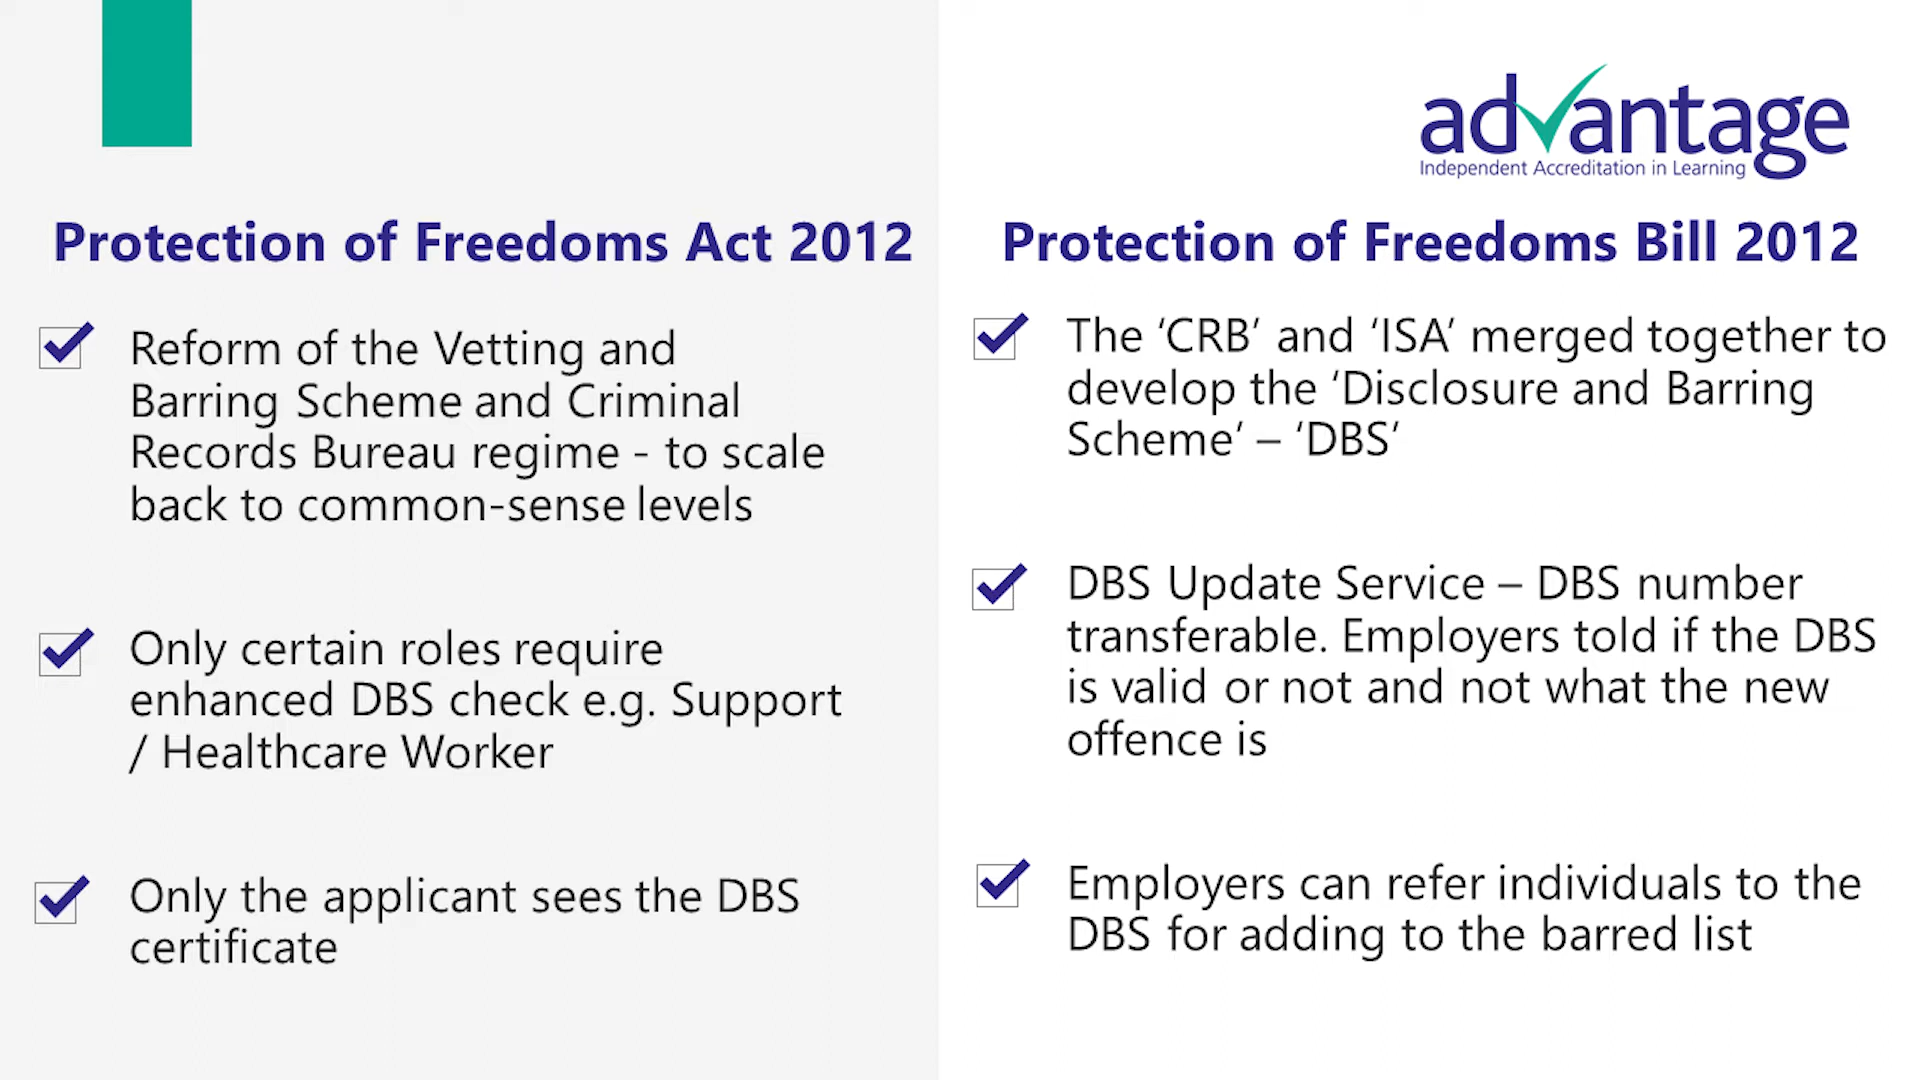 advantage
Independent Accreditation in Learning
Protection of Freedoms Act 2012
Reform of the Vetting and
Barring Scheme and Criminal
Records Bureau regime - to scale
back to common-sense levels
Only certain roles require
enhanced DBS check e.g. Support
/ Healthcare Worker
Only the applicant sees the DBS
certificate
Protection of Freedoms Bill 2012
The ‘CRB’ and ‘ISA’ merged together to
develop the ‘Disclosure and Barring
Scheme’ – ‘DBS’
DBS Update Service – DBS number
transferable. Employers told if the DBS
is valid or not and not what the new
offence is
Employers can refer individuals to the
DBS for adding to the barred list